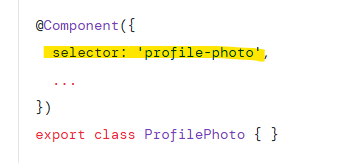 @Component({
  selector: 'profile-photo',
  ...
})
export class ProfilePhoto { }